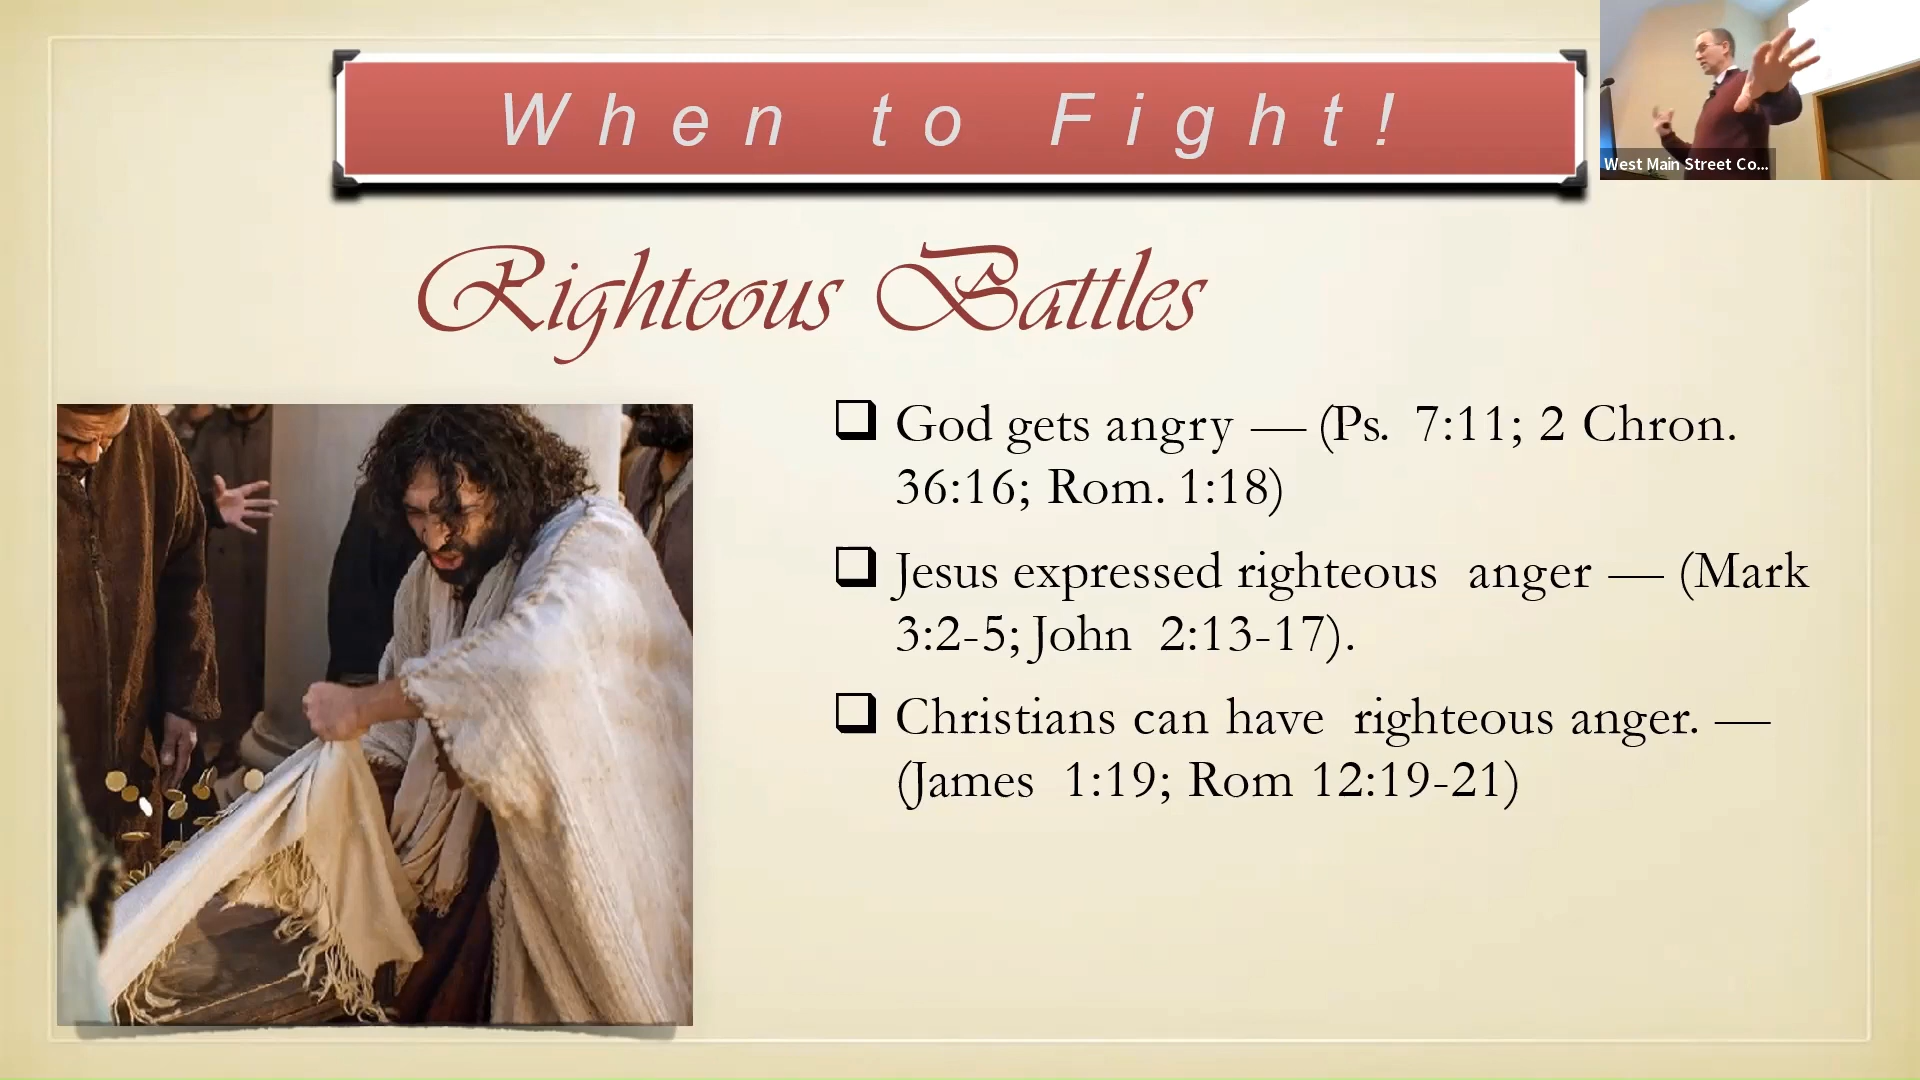 When to Fight!
West Main Street Co...
Righteous Battles
God gets angry — (Ps. 7:11; 2 Chron.
36:16; Rom. 1:18)
Jesus expressed righteous anger — (Mark
3:2-5; John 2:13-17).
Christians can have righteous anger. —
(James 1:19; Rom 12:19-21)